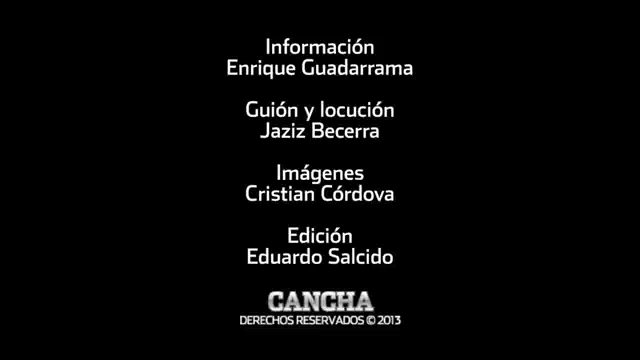 Información
Enrique Guadarrama
Guión y locución
Jaziz Becerra
Imágenes
Cristian Córdova
Edición
Eduardo Salcido
CANCHA
DERECHOS RESERVADOS © 2013